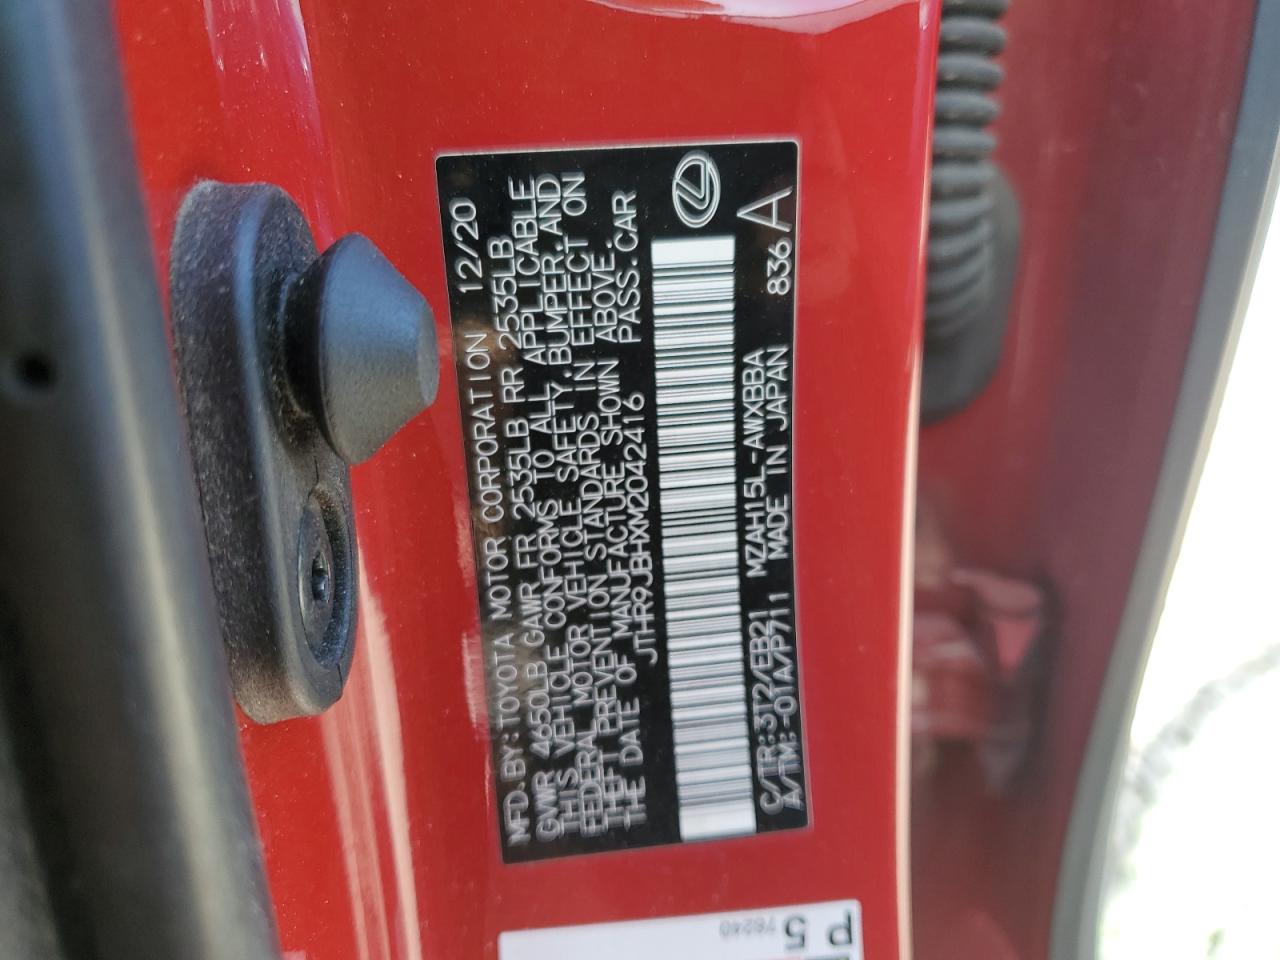 MFD.BY:TOYOTA MOTOR CORPORATION 12/20
GVWR 4650LB GAWR FR 2535LB RR 2535LB
THIS VEHICLE CONFORMS TO ALL APPLICABLE
FEDERAL MOTOR VEHICLE SAFETY,BUMPER,AND
THEFT PREVENTION STANDARDS IN EFFECT ON
THE DATE OF MANUFACTURE SHOWN ABOVE.
JTHR9JBHXM2042416 PASS.CAR
C/TR:3T2/EB21 MZAH15L-AWXBBA 836 A
A/TM:-01A/P711 MADE IN JAPAN
P
5
76240